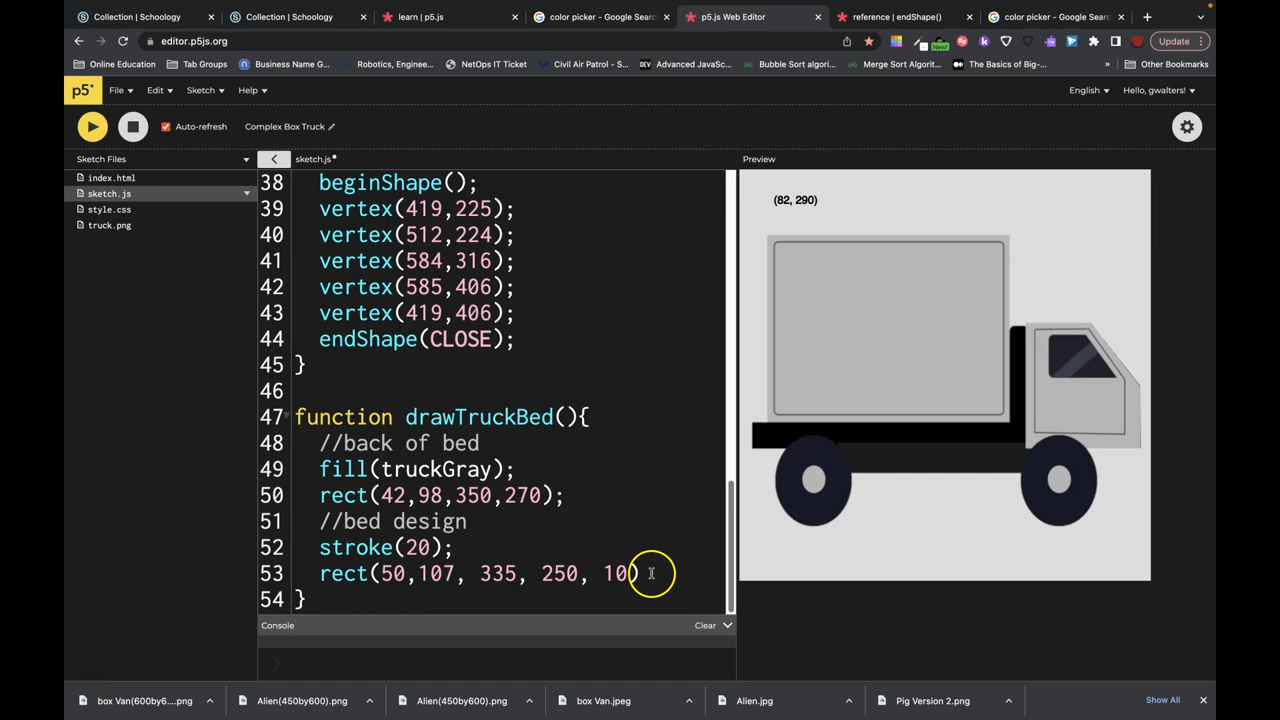 Collection | Schoology
Collection | Schoology
learn | p5.js
color picker - Google Search
p5.js Web Editor
reference | endShape()
color picker - Google Searc
editor.p5js.org
New!
Update
Online Education
Tab Groups
Business Name G...
Robotics, Enginee...
NetOps IT Ticket
Civil Air Patrol - S...
DEV
Advanced JavaScr...
Bubble Sort algori...
Merge Sort Algorit...
The Basics of Big-...
»
Other Bookmarks
p5*
File
Edit
Sketch
Help
English
Hello, gwalters!
Auto-refresh
Complex Box Truck
Sketch Files
sketch.js
Preview
index.html
sketch.js
style.css
truck.png
38 beginShape();
39 vertex(419,225);
40 vertex(512,224);
41 vertex(584,316);
42 vertex(585,406);
43 vertex(419,406);
44 endShape(CLOSE);
45 }
46
47 function drawTruckBed(){
48 //back of bed
49 fill(truckGray);
50 rect(42,98,350,270);
51 //bed design
52 stroke(20);
53 rect(50,107, 335, 250, 10)
54 }
(82, 290)
Console
Clear
box Van(600by6....png
Alien(450by600).png
Alien(450by600).png
box Van.jpeg
Alien.jpg
Pig Version 2.png
Show All